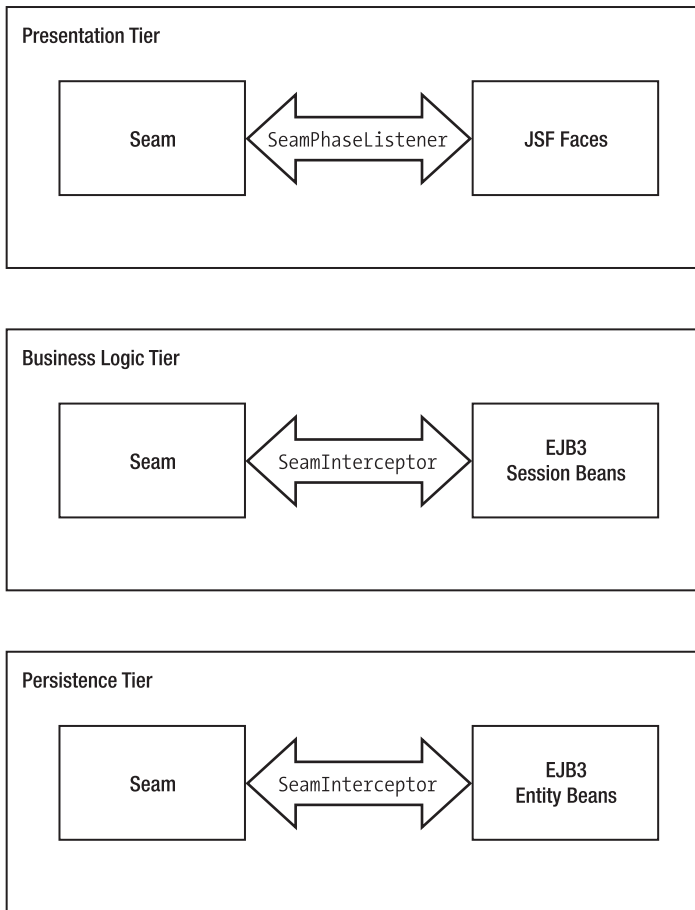 Presentation Tier
Seam
SeamPhaseListener
JSF Faces
Business Logic Tier
Seam
SeamInterceptor
EJB3
Session Beans
Persistence Tier
Seam
SeamInterceptor
EJB3
Entity Beans